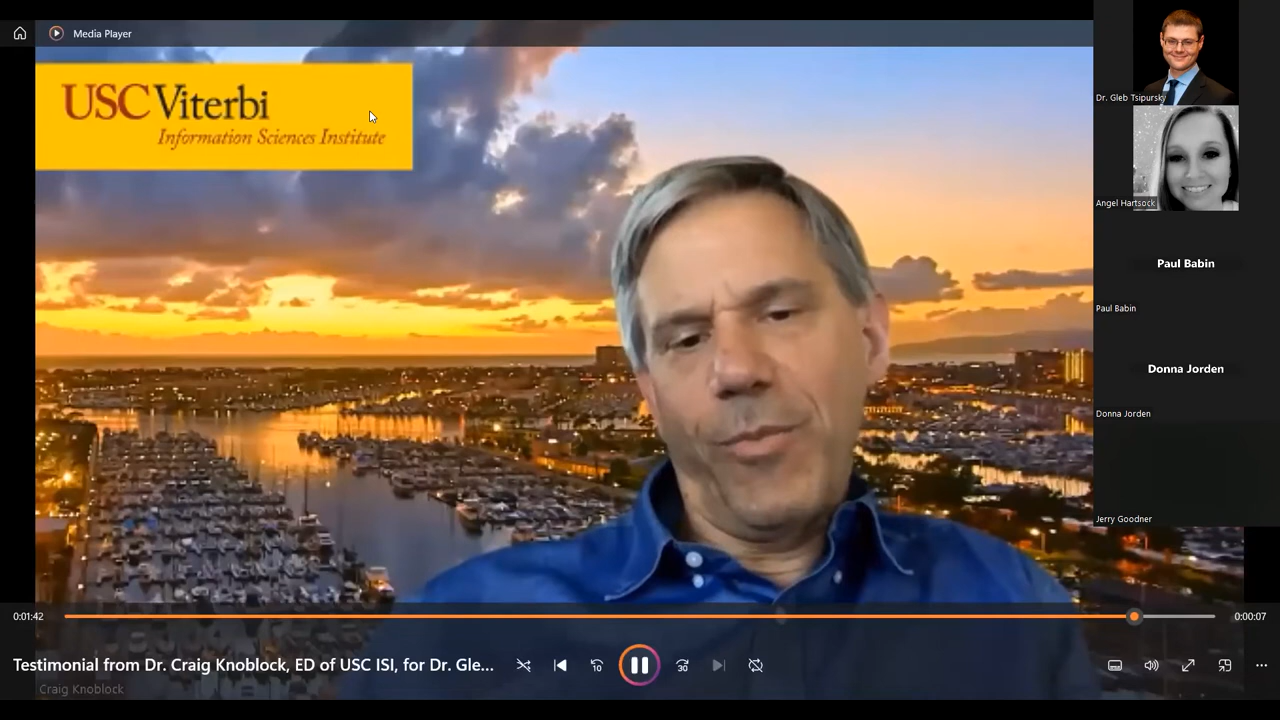 Media Player
USC Viterbi
Information Sciences Institute
Dr. Gleb Tsipursky
Angel Hartsock
Paul Babin
Paul Babin
Donna Jorden
Donna Jorden
Jerry Goodner
0:01:42
0:00:07
Testimonial from Dr. Craig Knoblock, ED of USC ISI, for Dr. Gle...
10
30
Craig Knoblock